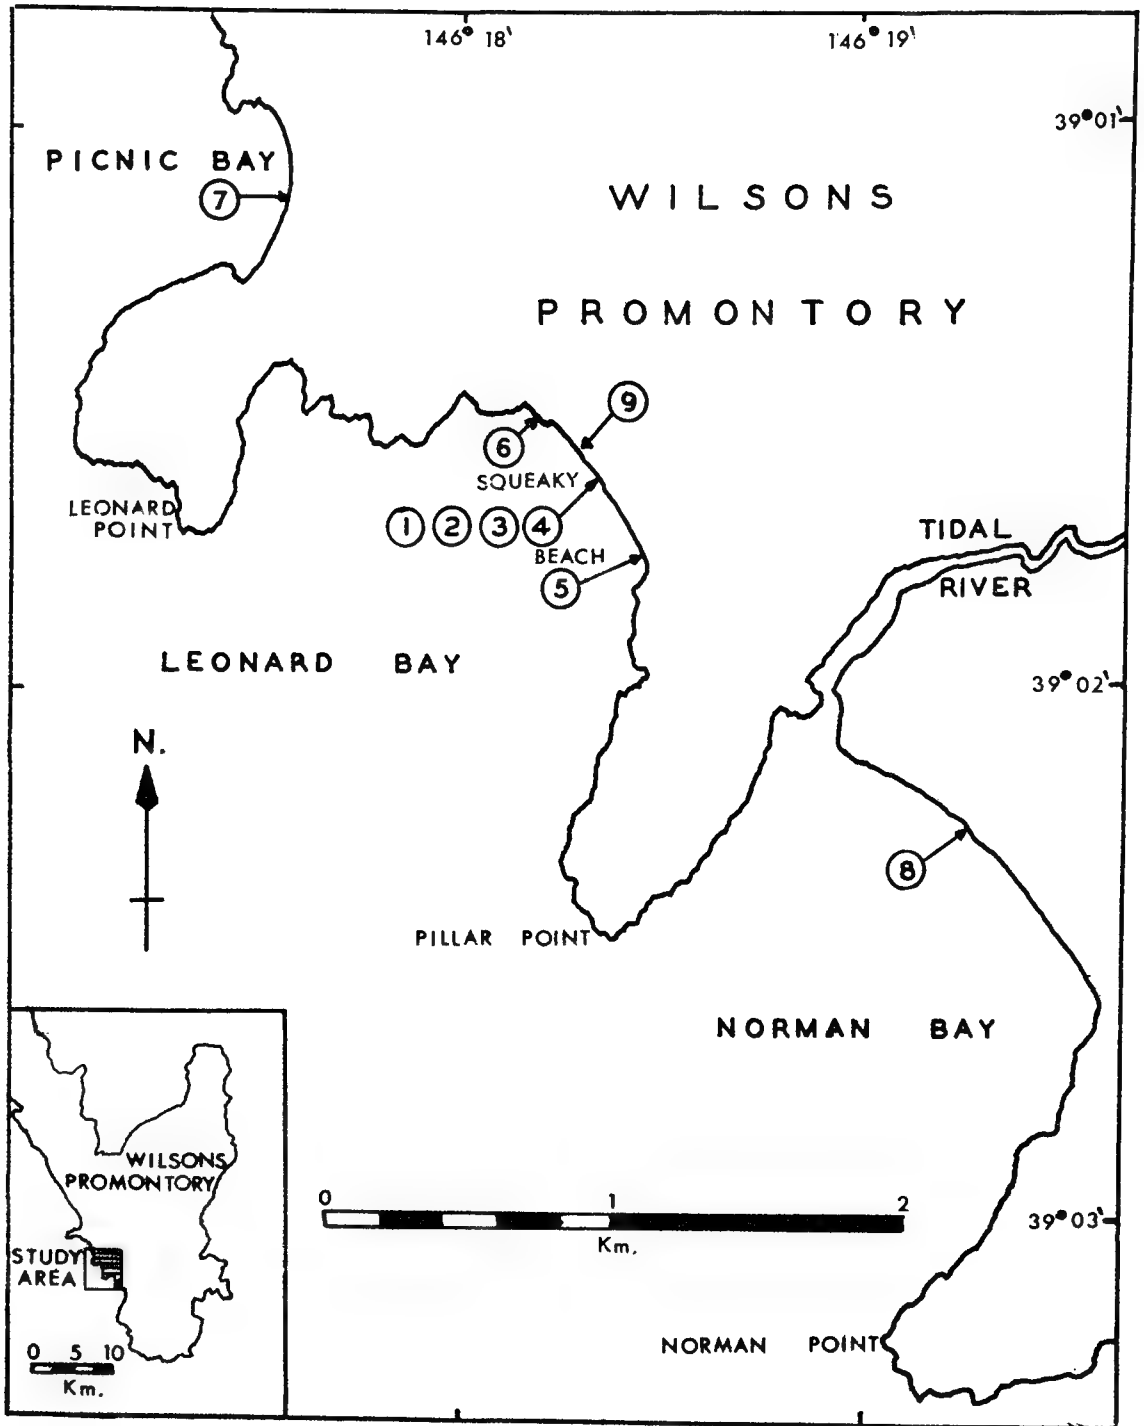 146° 18'
146° 19'
39° 01'
PICNIC BAY
7
WILSONS
PROMONTORY
9
6
SQUEAKY
LEONARD
POINT
1 2 3 4
BEACH
5
TIDAL
RIVER
LEONARD BAY
39° 02'
N.
8
PILLAR POINT
NORMAN BAY
WILSONS
PROMONTORY
0 1 2
Km.
39° 03'
STUDY
AREA
NORMAN POINT
0 5 10
Km.